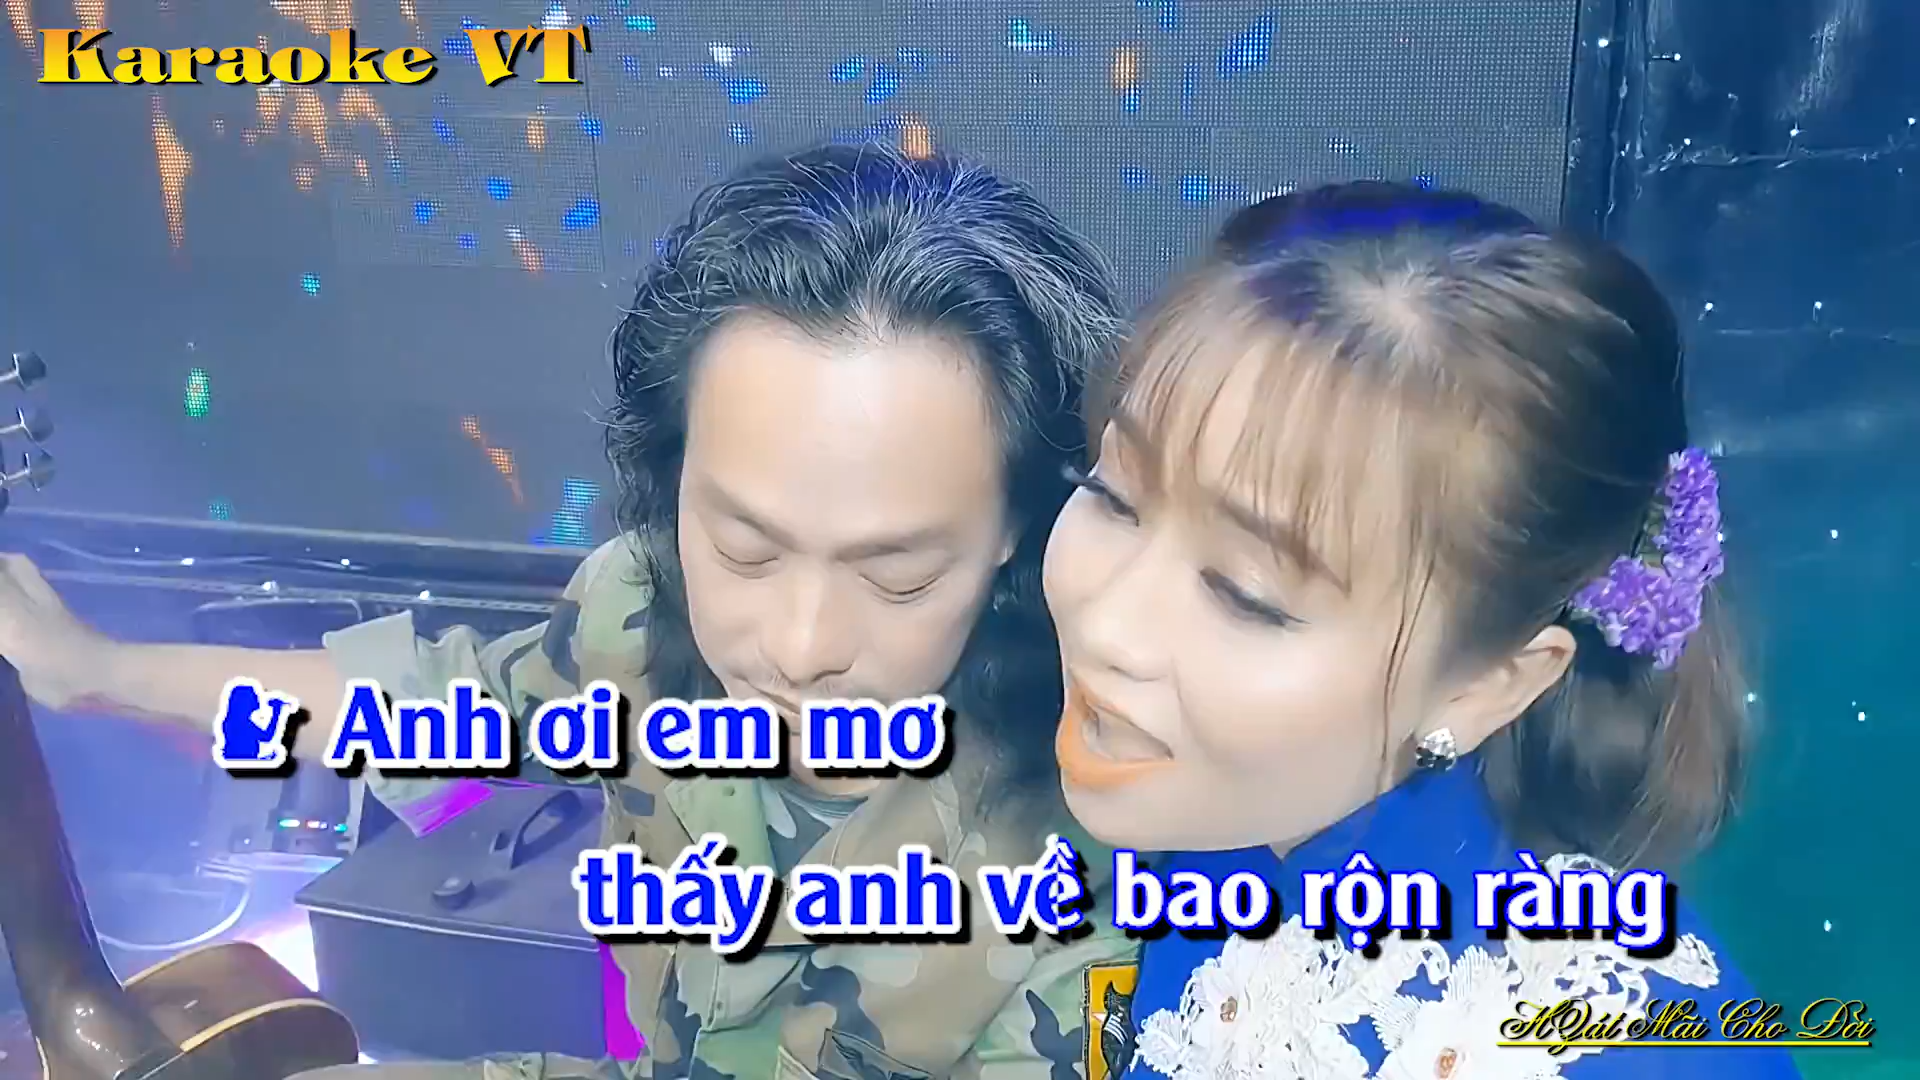 Karaoke VT
Anh ơi em mơ
thấy anh về bao rộn ràng
Hát Mãi Cho Đời